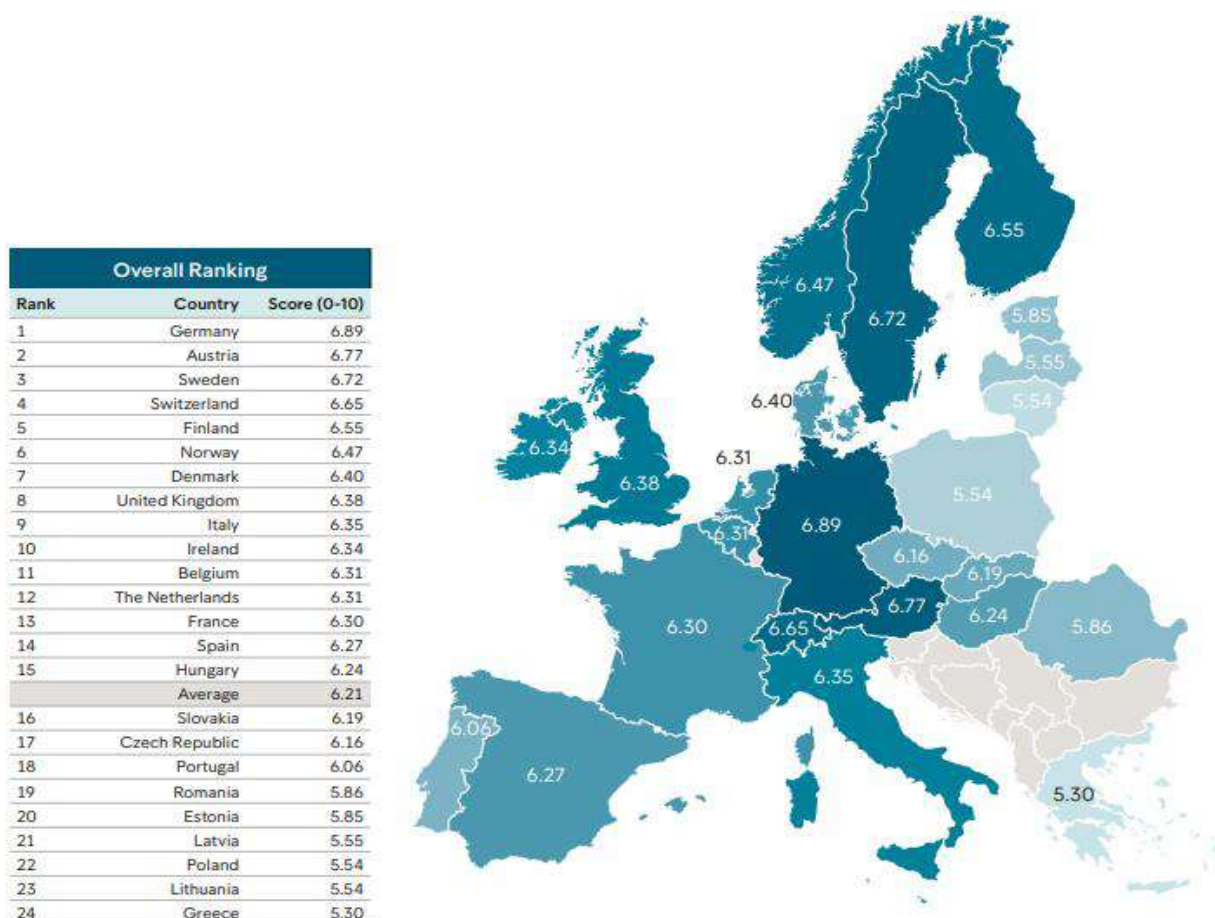 Overall Ranking
Rank Country Score (0-10)
1 Germany 6.89
2 Austria 6.77
3 Sweden 6.72
4 Switzerland 6.65
5 Finland 6.55
6 Norway 6.47
7 Denmark 6.40
8 United Kingdom 6.38
9 Italy 6.35
10 Ireland 6.34
11 Belgium 6.31
12 The Netherlands 6.31
13 France 6.30
14 Spain 6.27
15 Hungary 6.24
Average 6.21
16 Slovakia 6.19
17 Czech Republic 6.16
18 Portugal 6.06
19 Romania 5.86
20 Estonia 5.85
21 Latvia 5.55
22 Poland 5.54
23 Lithuania 5.54
24 Greece 5.30
6.55
6.47
6.72
5.85
5.55
5.54
6.40
6.34
6.38
6.31
6.31
6.89
5.54
6.16
6.19
6.77
6.24
6.65
6.30
5.86
6.35
6.06
6.27
5.30